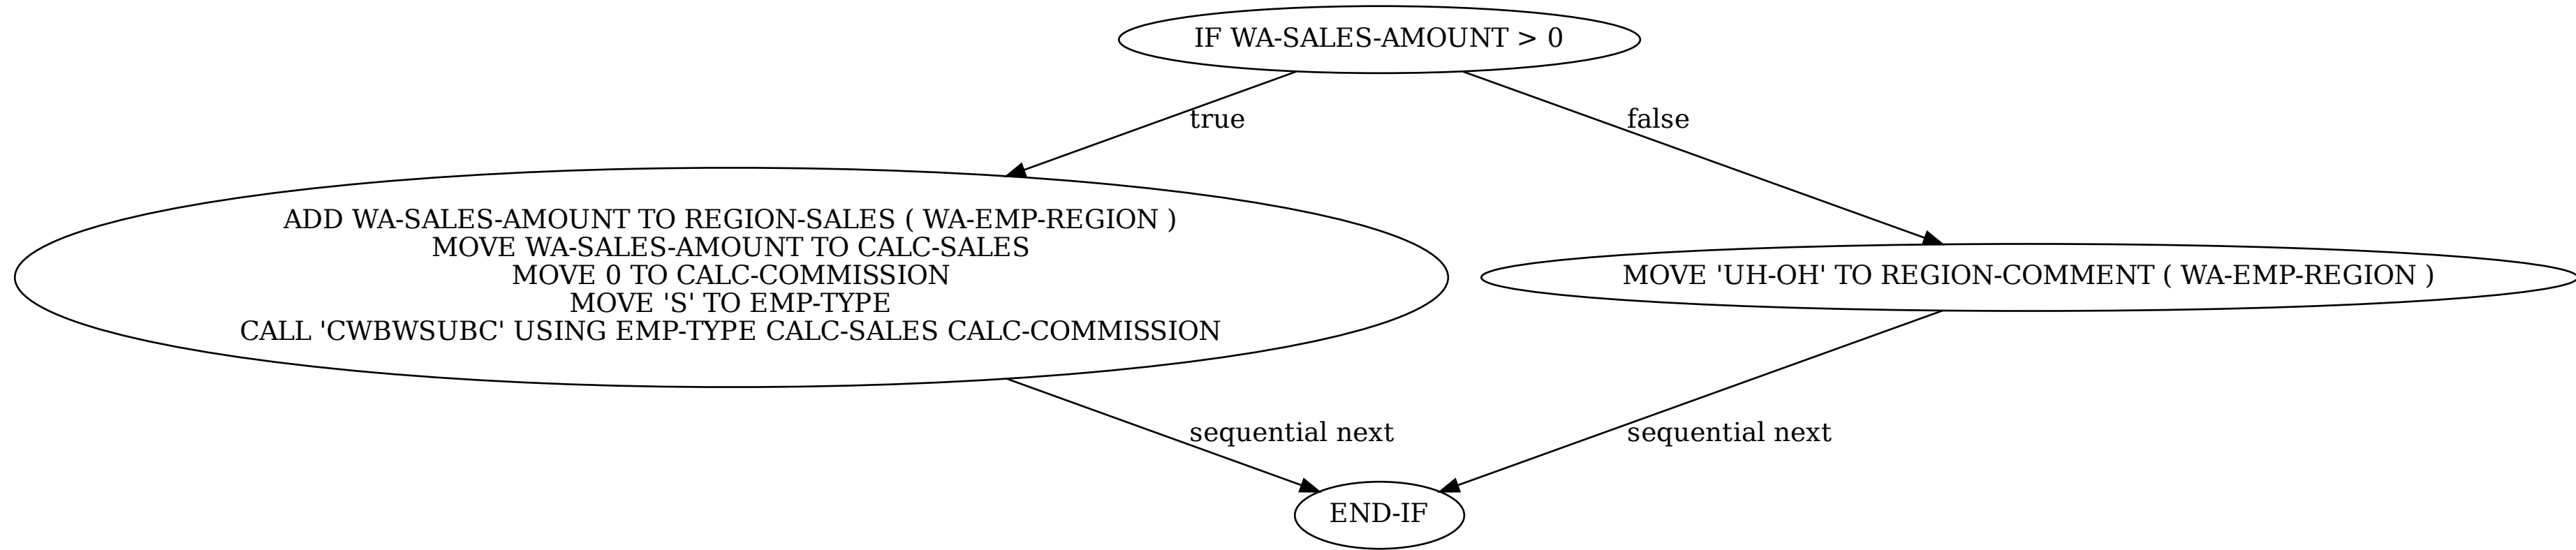 IF WA-SALES-AMOUNT > 0
true
false
ADD WA-SALES-AMOUNT TO REGION-SALES ( WA-EMP-REGION )
MOVE WA-SALES-AMOUNT TO CALC-SALES
MOVE 0 TO CALC-COMMISSION
MOVE 'S' TO EMP-TYPE
CALL 'CWBWSUBC' USING EMP-TYPE CALC-SALES CALC-COMMISSION
MOVE 'UH-OH' TO REGION-COMMENT ( WA-EMP-REGION )
sequential next
sequential next
END-IF